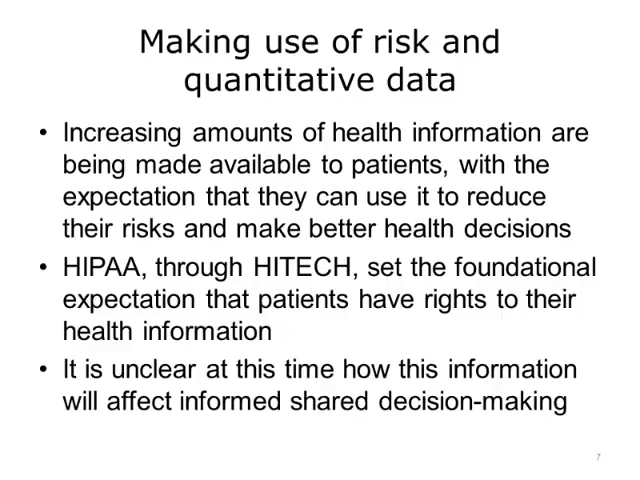 Making use of risk and
quantitative data
• Increasing amounts of health information are
being made available to patients, with the
expectation that they can use it to reduce
their risks and make better health decisions
• HIPAA, through HITECH, set the foundational
expectation that patients have rights to their
health information
• It is unclear at this time how this information
will affect informed shared decision-making
7